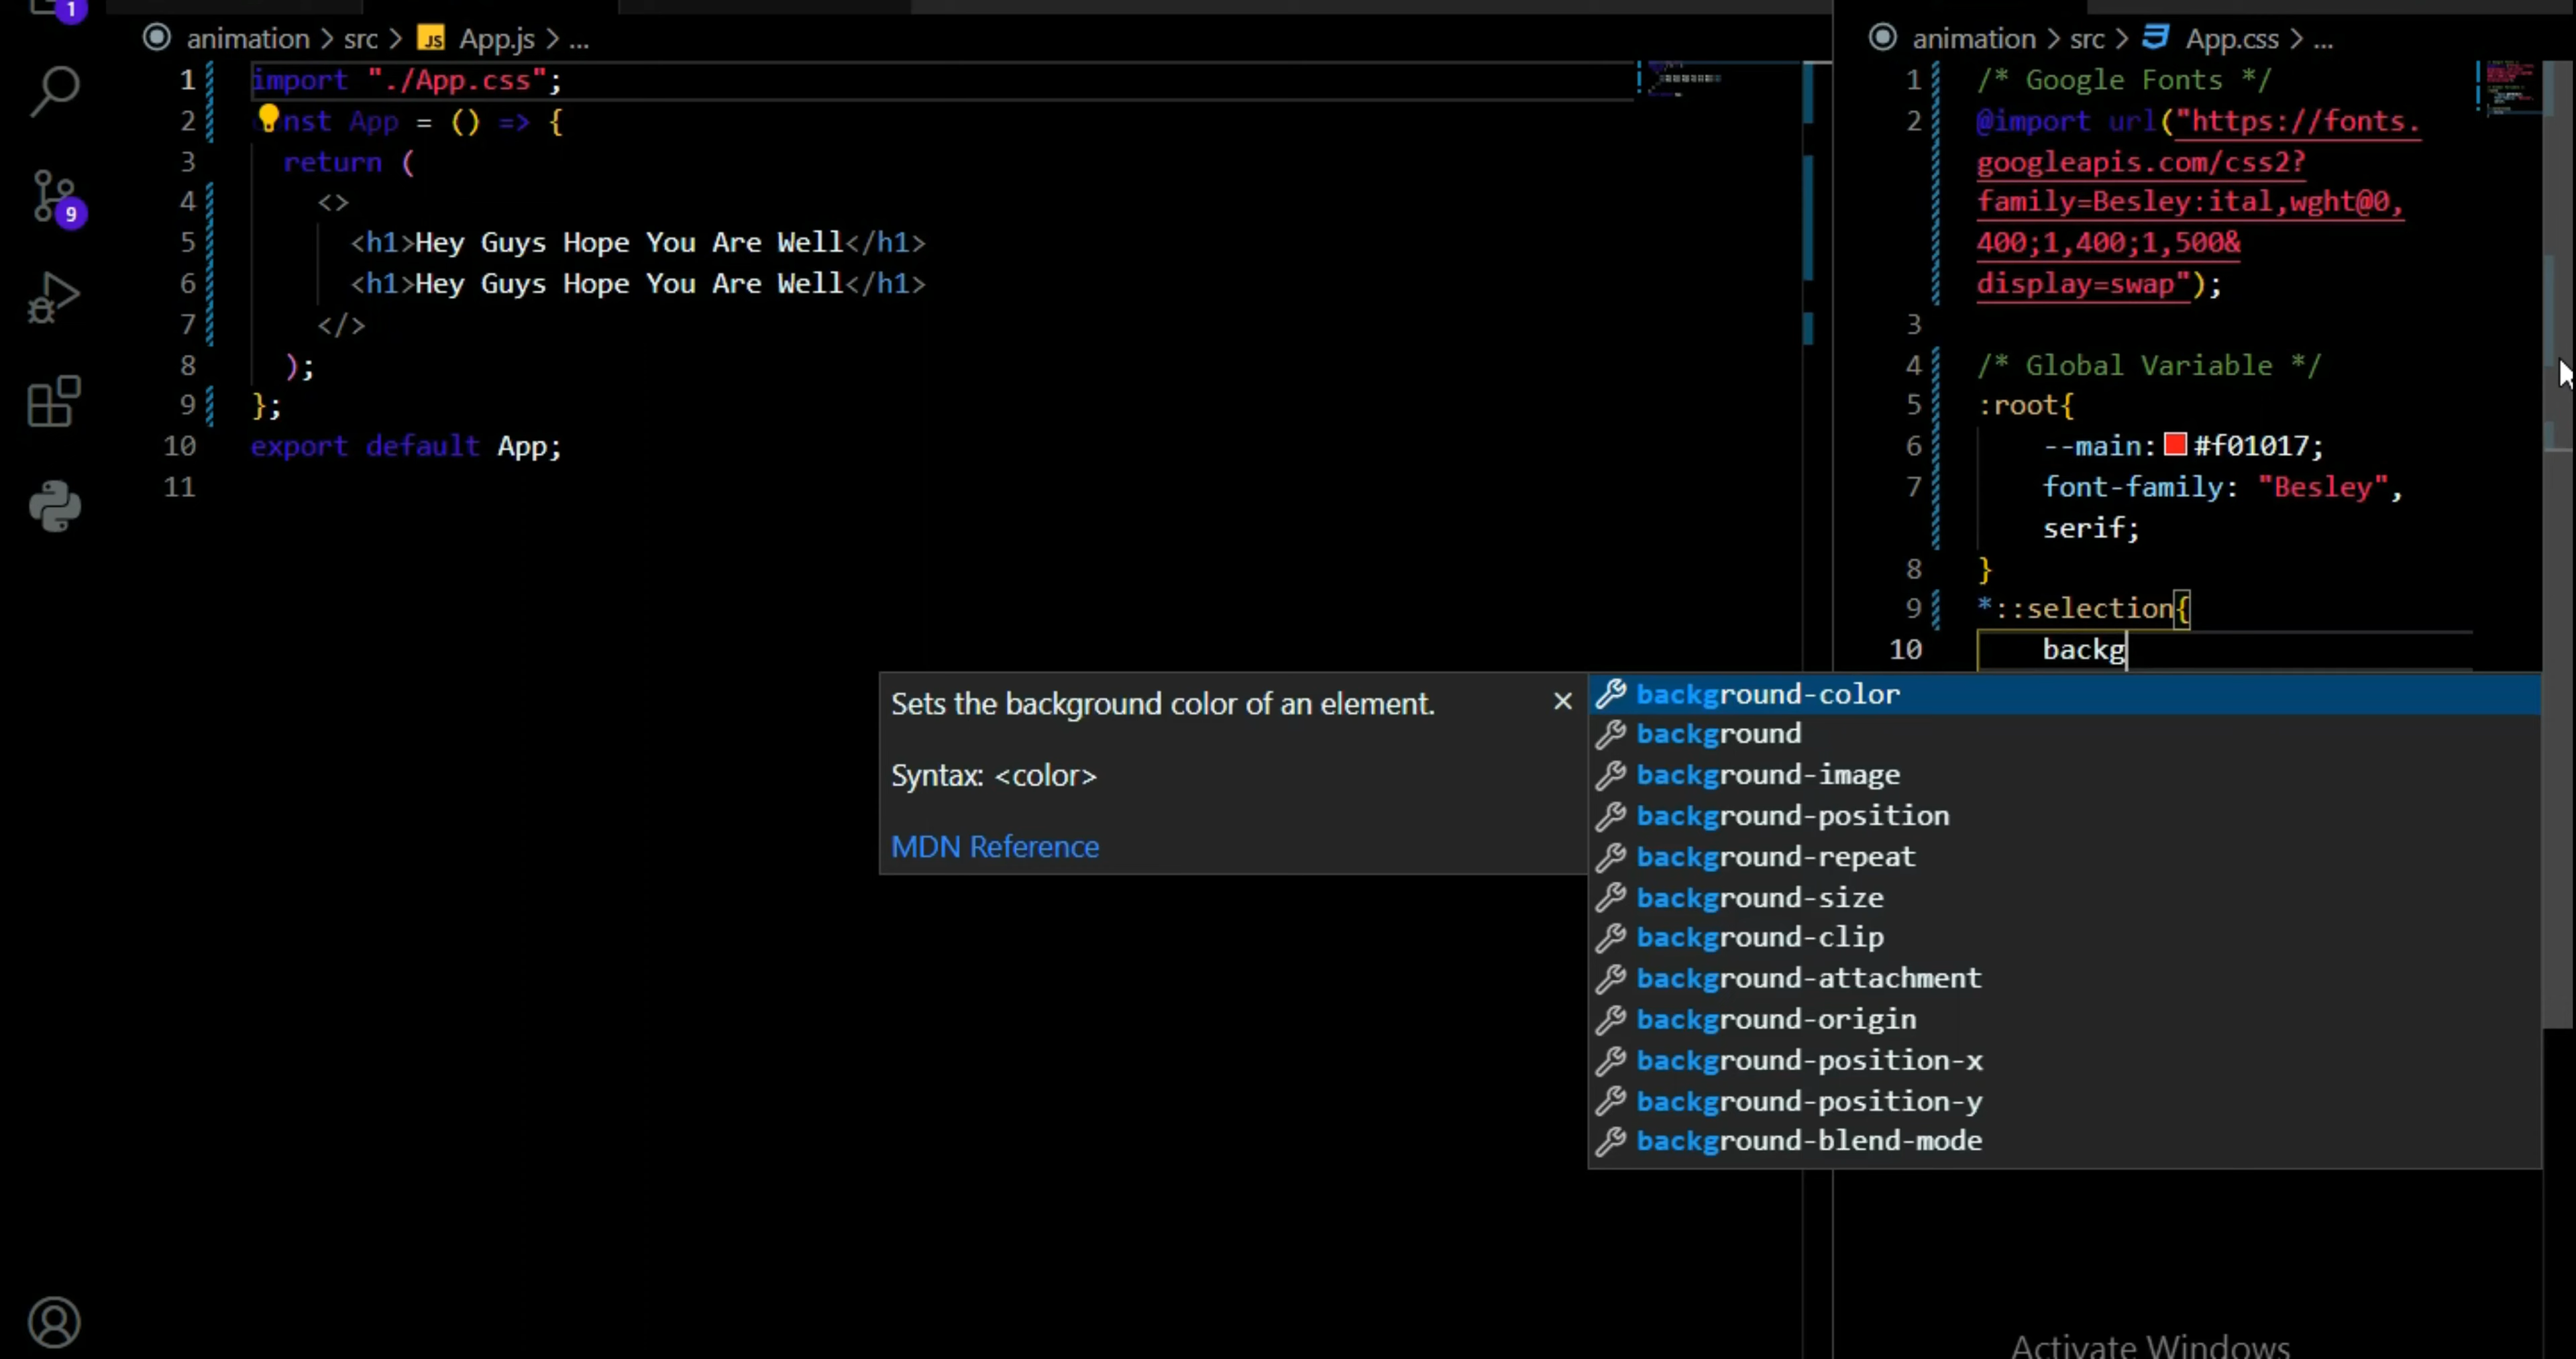 1
animation > src > JS App.js > ...
1 import "./App.css";
2 nst App = () => {
3 return (
4 <>
5 <h1>Hey Guys Hope You Are Well</h1>
6 <h1>Hey Guys Hope You Are Well</h1>
7 </>
8 );
9 };
10 export default App;
11
9
animation > src > App.css > ...
1 /* Google Fonts */
2 @import url("https://fonts.
googleapis.com/css2?
family=Besley:ital,wght@0,
400;1,400;1,500&
display=swap");
3
4 /* Global Variable */
5 :root{
6 --main: #f01017;
7 font-family: "Besley",
serif;
8 }
9 *::selection{
10 backg
Sets the background color of an element.
Syntax: <color>
MDN Reference
background-color
background
background-image
background-position
background-repeat
background-size
background-clip
background-attachment
background-origin
background-position-x
background-position-y
background-blend-mode
Activate Windows